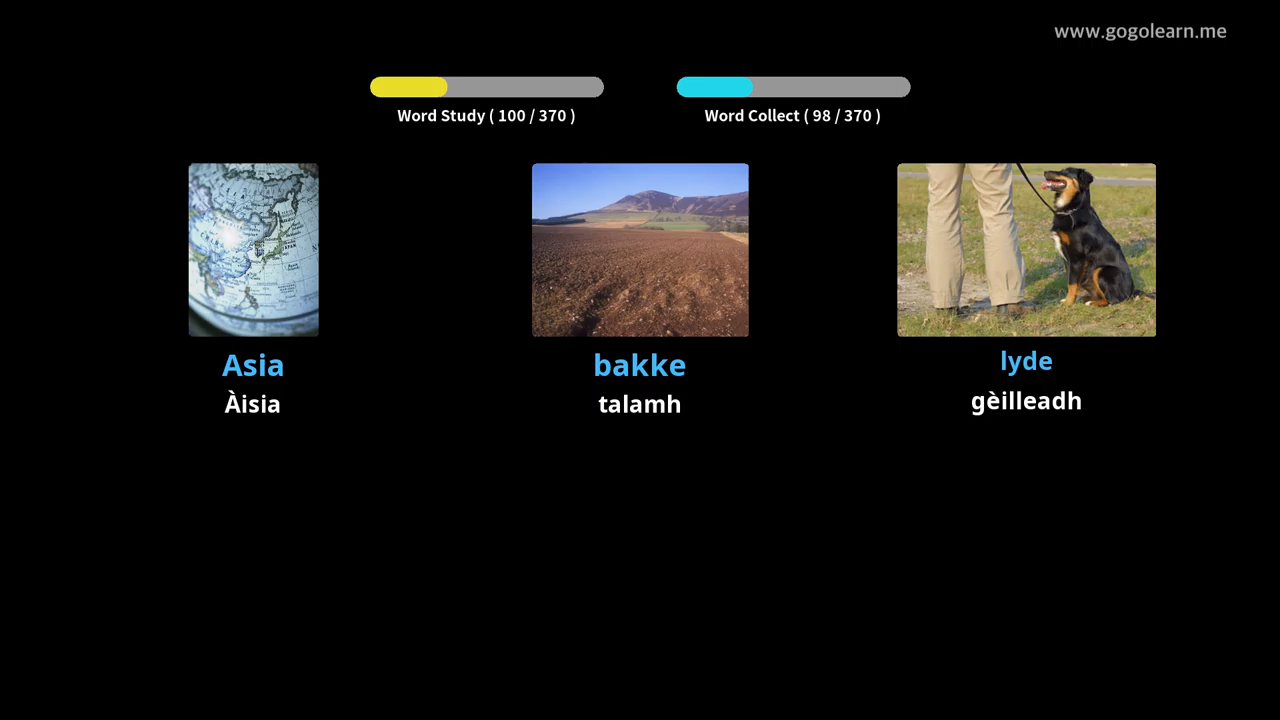 www.gogolearn.me
Word Study ( 100 / 370 )
Word Collect ( 98 / 370 )
Asia
Àisia
bakke
talamh
lyde
gèilleadh